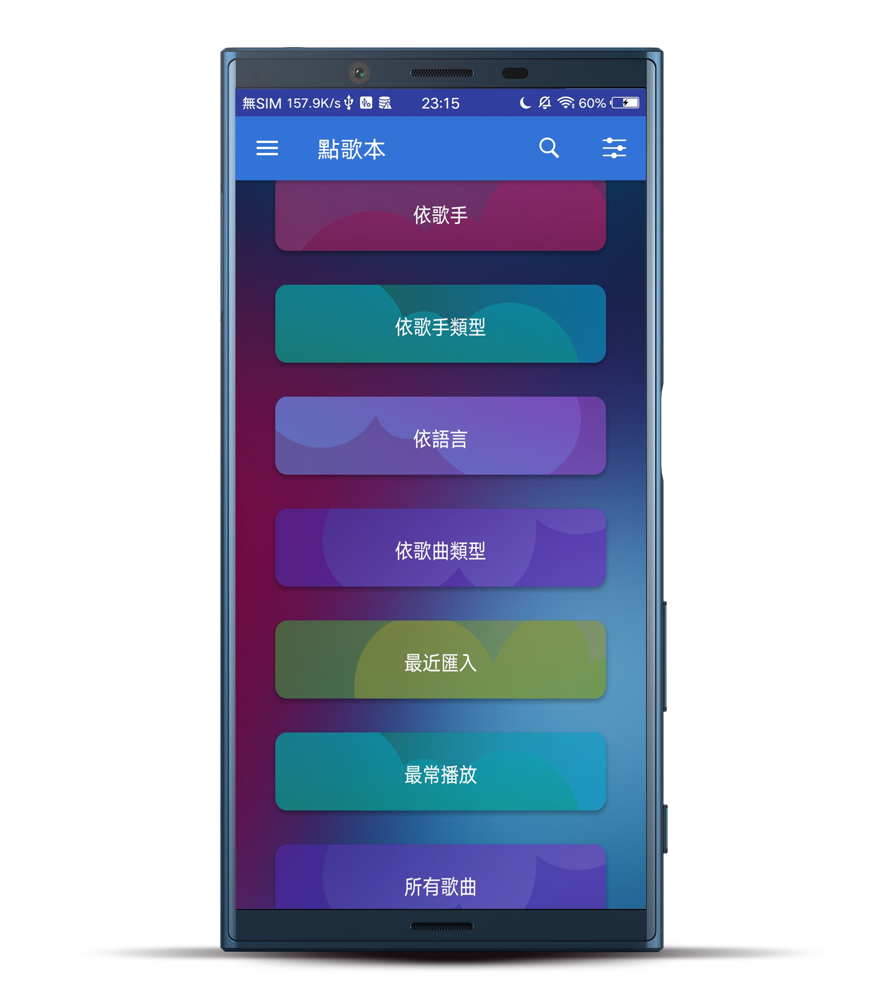 無SIM 157.9K/s 23:15 60%
點歌本
依歌手
依歌手類型
依語言
依歌曲類型
最近匯入
最常播放
所有歌曲